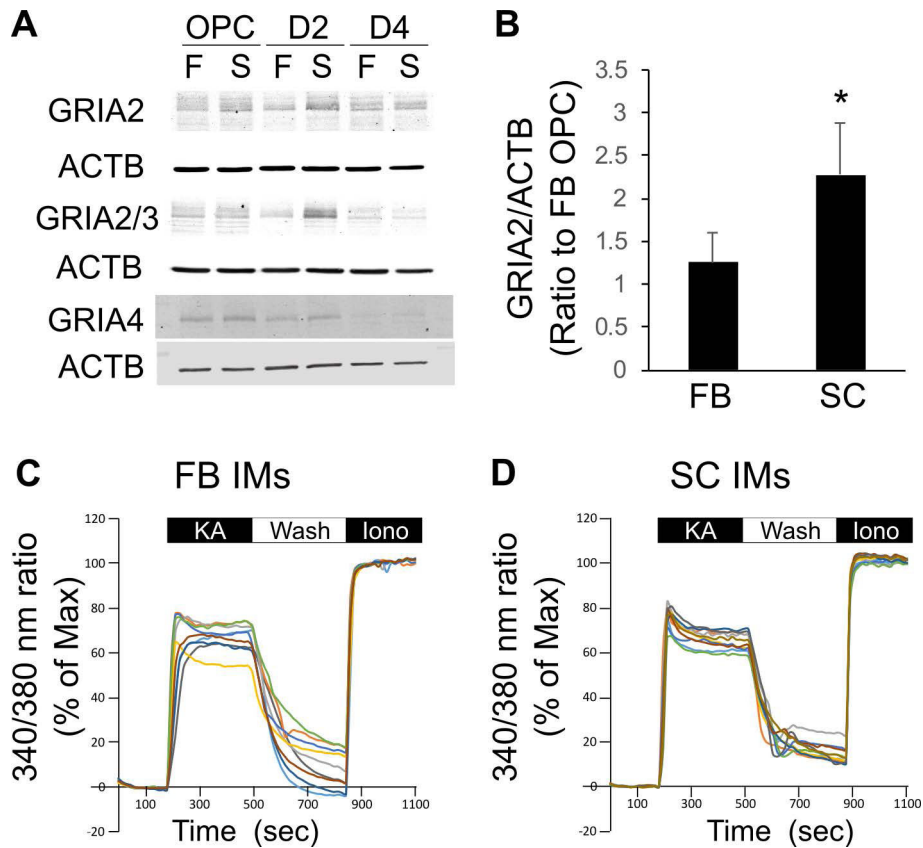 A
OPC D2 D4
F S F S F S
GRIA2
ACTB
GRIA2/3
ACTB
GRIA4
ACTB
B
GRIA2/ACTB
(Ratio to FB OPC)
3.5
3
2.5
2
1.5
1
0.5
0
*
FB SC
C
FB IMs
KA Wash Iono
340/380 nm ratio
(% of Max)
120
100
80
60
40
20
0
-20
100 300 500 700 900 1100
Time (sec)
D
SC IMs
KA Wash Iono
340/380 nm ratio
(% of Max)
120
100
80
60
40
20
0
-20
100 300 500 700 900 1100
Time (sec)